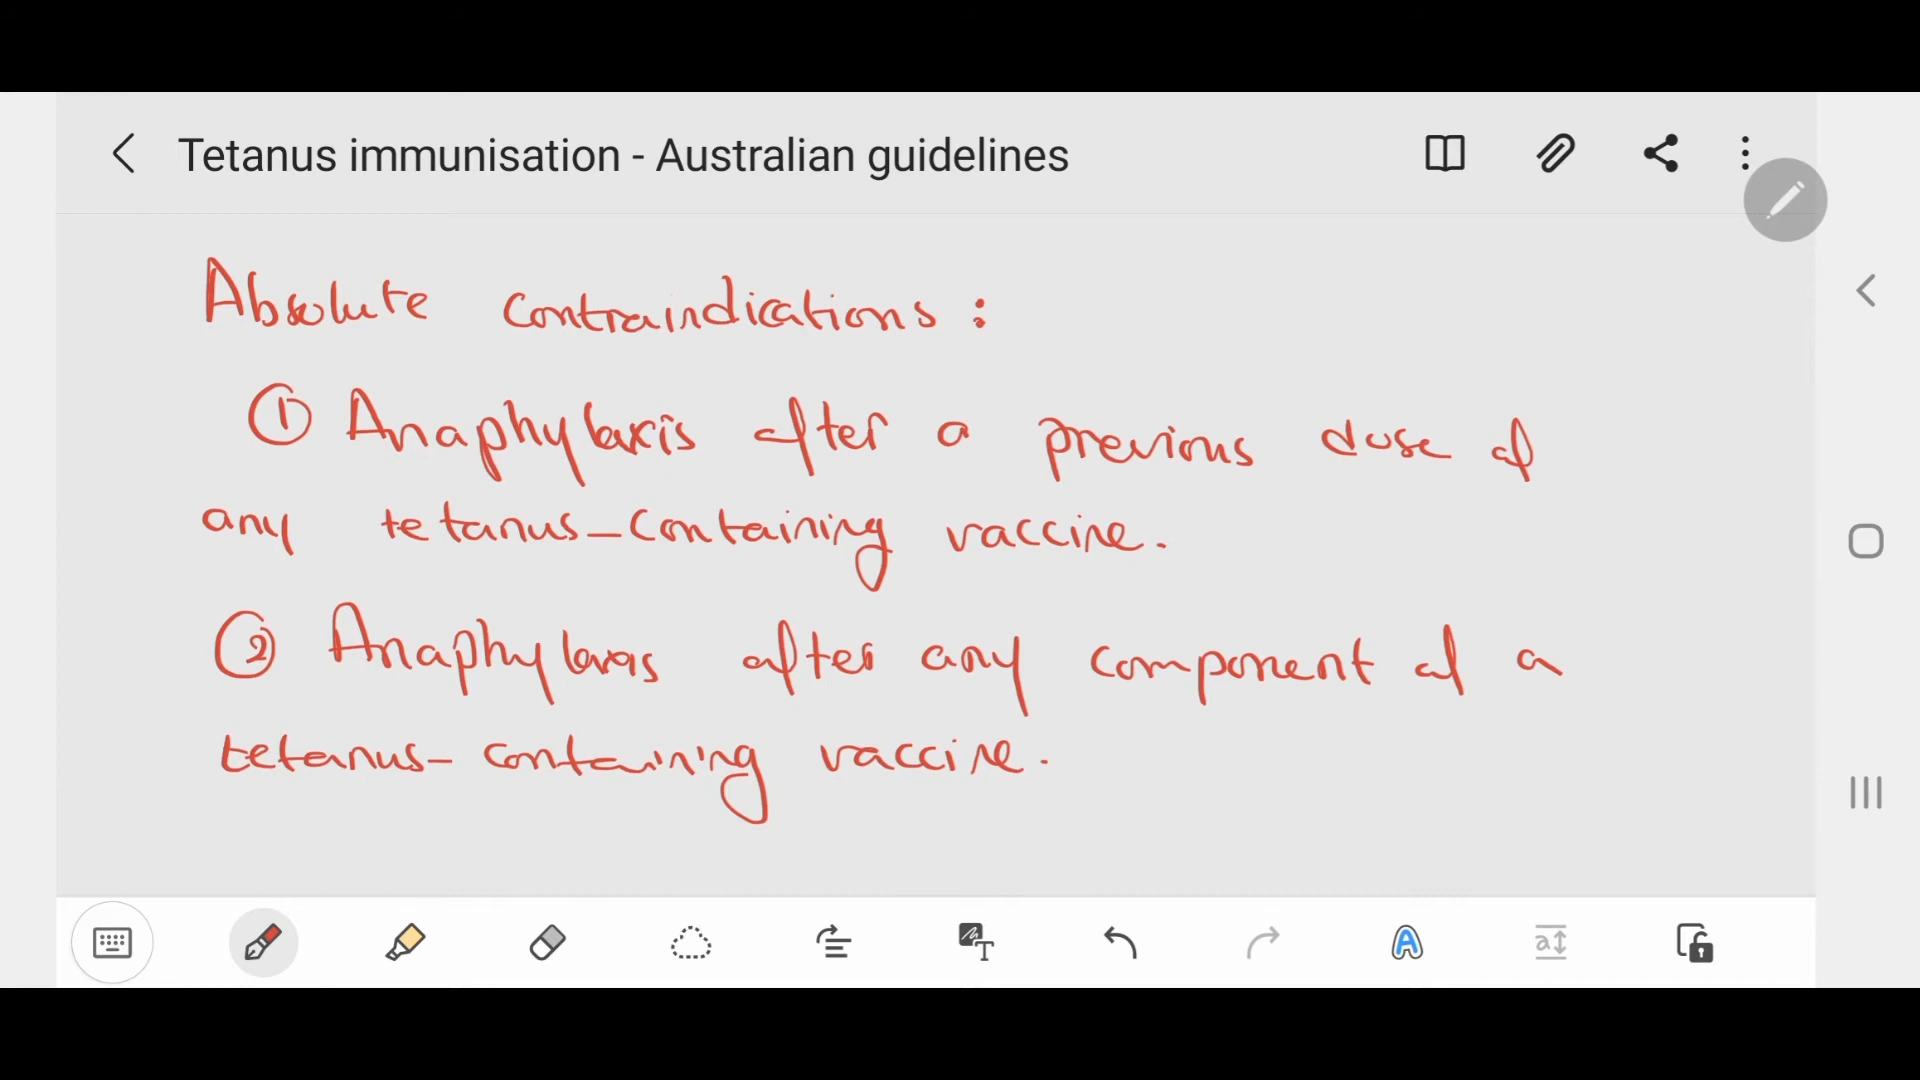 Tetanus immunisation - Australian guidelines
Absolute contraindications :
① Anaphylaxis after a previous dose of
any tetanus-containing vaccine.
② Anaphylaxis after any component of a
tetanus-containing vaccine.